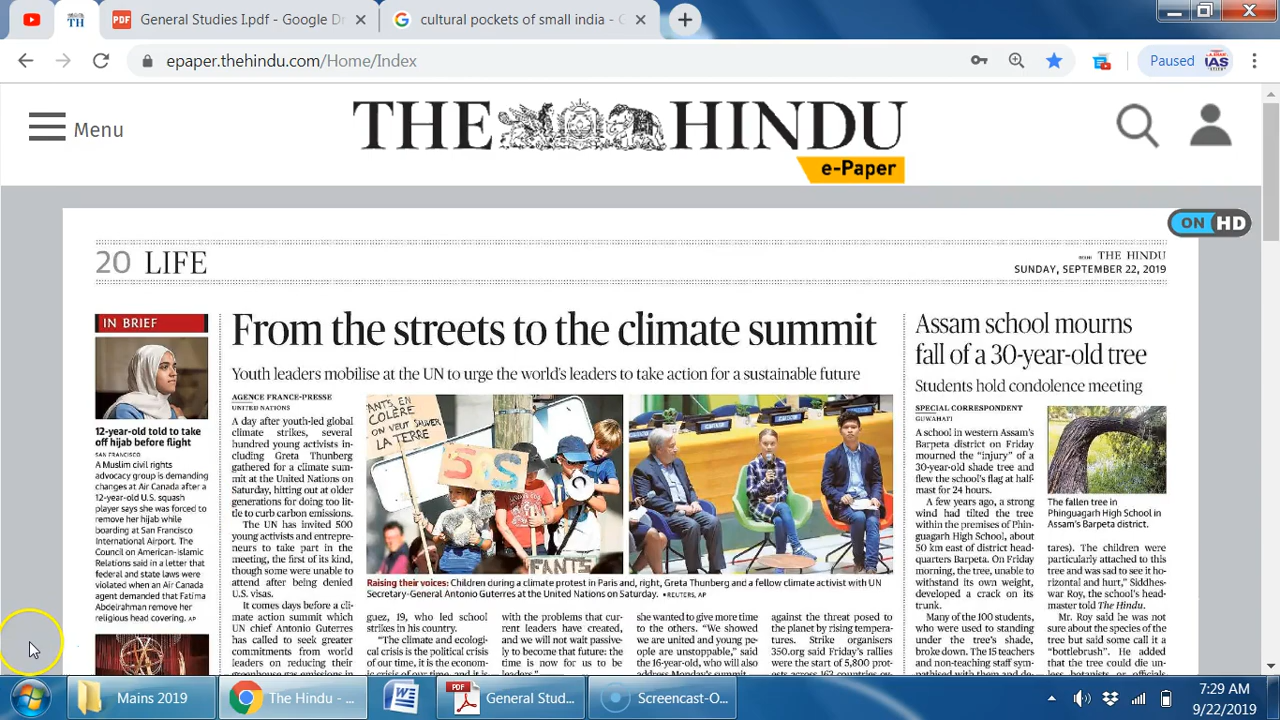 General Studies I.pdf - Google Dr
cultural pockets of small india - G
epaper.thehindu.com/Home/Index
Paused
IAS
Menu
THE HINDU
e-Paper
ON HD
20 LIFE
THE HINDU
SUNDAY, SEPTEMBER 22, 2019
IN BRIEF
12-year-old told to take
off hijab before flight
SAN FRANCISCO
A Muslim civil rights
advocacy group is demanding
changes at Air Canada after a
12-year-old U.S. squash
player says she was forced to
remove her hijab while
boarding at San Francisco
International Airport. The
Council on American-Islamic
Relations said in a letter that
federal and state laws were
violated when an Air Canada
agent demanded that Fatima
Abdelrahman remove her
religious head covering. AP
From the streets to the climate summit
Youth leaders mobilise at the UN to urge the world's leaders to take action for a sustainable future
AGENCE FRANCE-PRESSE
UNITED NATIONS
A day after youth-led global
climate strikes, several
hundred young activists in-
cluding Greta Thunberg
gathered for a climate sum-
mit at the United Nations on
Saturday, hitting out at older
generations for doing too lit-
tle to curb carbon emissions.
The UN has invited 500
young activists and entrepre-
neurs to take part in the
meeting, the first of its kind,
though some were unable to
attend after being denied
U.S. visas.
It comes days before a cli-
mate action summit which
UN chief Antonio Guterres
has called to seek greater
commitments from world
leaders on reducing their
ANTS EN
COLÈRE
ON VEUT SAUVER
LA TERRE
Raising their voices: Children during a climate protest in Paris and, right, Greta Thunberg and a fellow climate activist with UN
Secretary-General Antonio Guterres at the United Nations on Saturday. • REUTERS, AP
guez, 19, who led school
strikes in his country.
"The climate and ecologi-
cal crisis is the political crisis
of our time, it is the econom-
with the problems that cur-
rent leaders have created,
and we will not wait passive-
ly to become that future: the
time is now for us to be
leaders."
she wanted to give more time
to the others. "We showed
we are united and young pe-
ople are unstoppable," said
the 16-year-old, who will also
address Monday's summit.
against the threat posed to
the planet by rising tempera-
tures. Strike organisers
350.org said Friday's rallies
were the start of 5,800 prot-
Assam school mourns
fall of a 30-year-old tree
Students hold condolence meeting
SPECIAL CORRESPONDENT
GUWAHATI
A school in western Assam's
Barpeta district on Friday
mourned the "injury" of a
30-year-old shade tree and
flew the school's flag at half-
mast for 24 hours.
A few years ago, a strong
wind had tilted the tree
within the premises of Phin-
guagarh High School, about
50 km east of district head-
quarters Barpeta. On Friday
morning, the tree, unable to
withstand its own weight,
developed a crack on its
trunk.
Many of the 100 students,
who were used to standing
under the tree's shade,
broke down. The 15 teachers
and non-teaching staff sym-
The fallen tree in
Phinguagarh High School in
Assam's Barpeta district.
tares). The children were
particularly attached to this
tree and was sad to see it ho-
rizontal and hurt," Siddhes-
war Roy, the school's head-
master told The Hindu.
Mr. Roy said he was not
sure about the species of the
tree but said some call it a
"bottlebrush". He added
that the tree could die un-
Mains 2019
The Hindu - ...
General Stud...
Screencast-O...
7:29 AM
9/22/2019